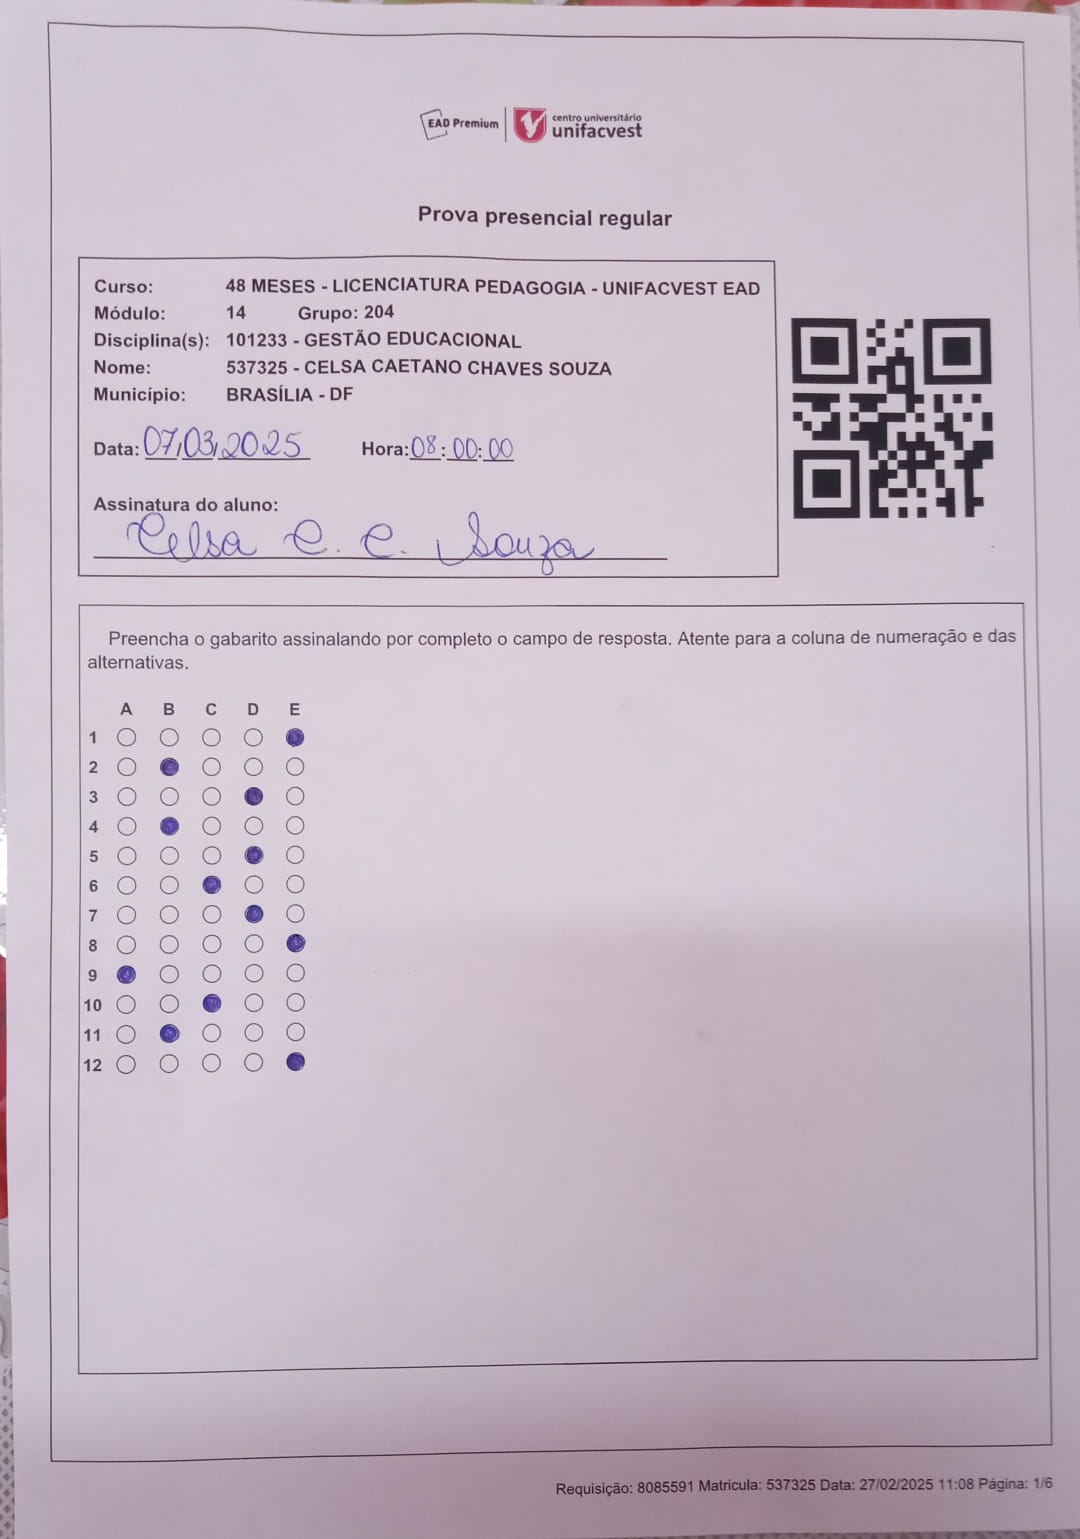 EAD Premium
centro universitário
unifacvest
Prova presencial regular
Curso: 48 MESES - LICENCIATURA PEDAGOGIA - UNIFACVEST EAD
Módulo: 14 Grupo: 204
Disciplina(s): 101233 - GESTÃO EDUCACIONAL
Nome: 537325 - CELSA CAETANO CHAVES SOUZA
Município: BRASÍLIA - DF
Data: 07/03/2025 Hora: 08:00:00
Assinatura do aluno:
Celsa C. C. Souza
Preencha o gabarito assinalando por completo o campo de resposta. Atente para a coluna de numeração e das
alternativas.
A B C D E
1
2
3
4
5
6
7
8
9
10
11
12
Requisição: 8085591 Matricula: 537325 Data: 27/02/2025 11:08 Página: 1/6